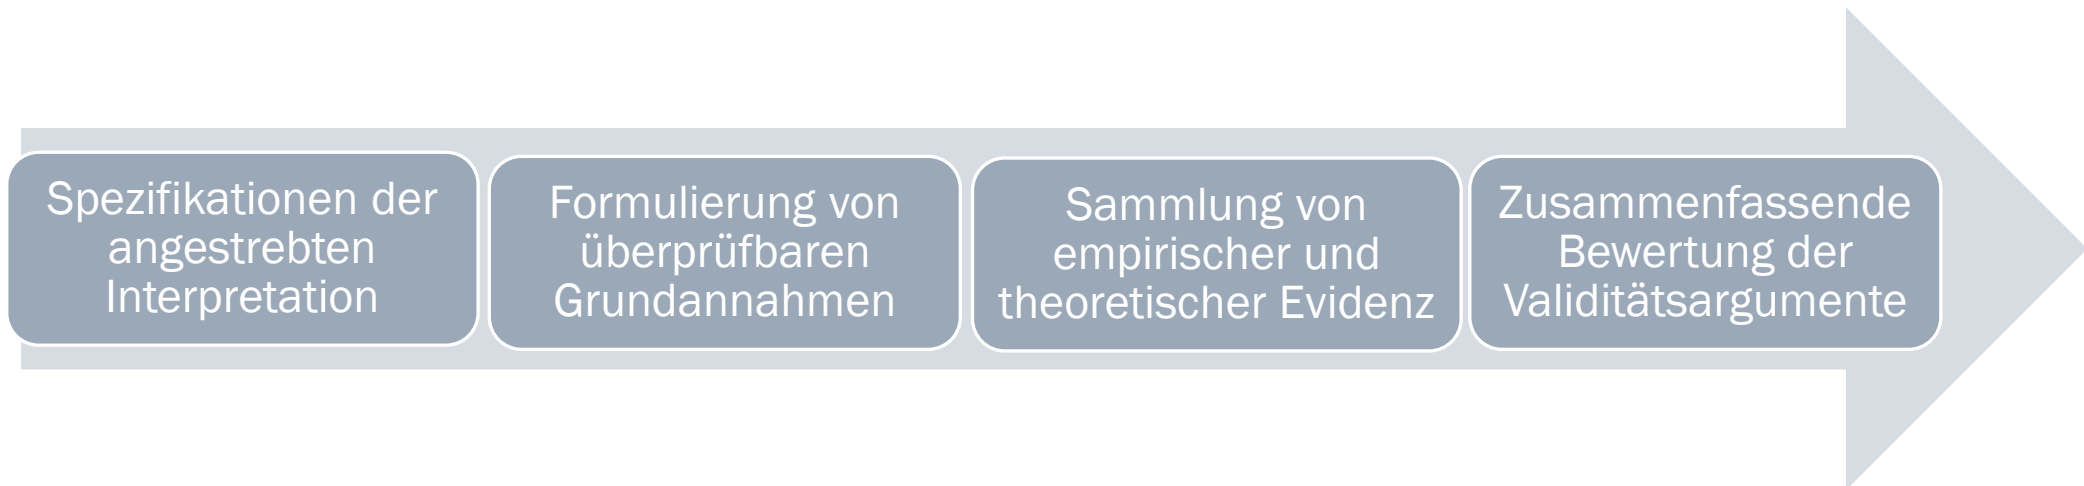 Spezifikationen der
angestrebten
Interpretation
Formulierung von
überprüfbaren
Grundannahmen
Sammlung von
empirischer und
theoretischer Evidenz
Zusammenfassende
Bewertung der
Validitätsargumente